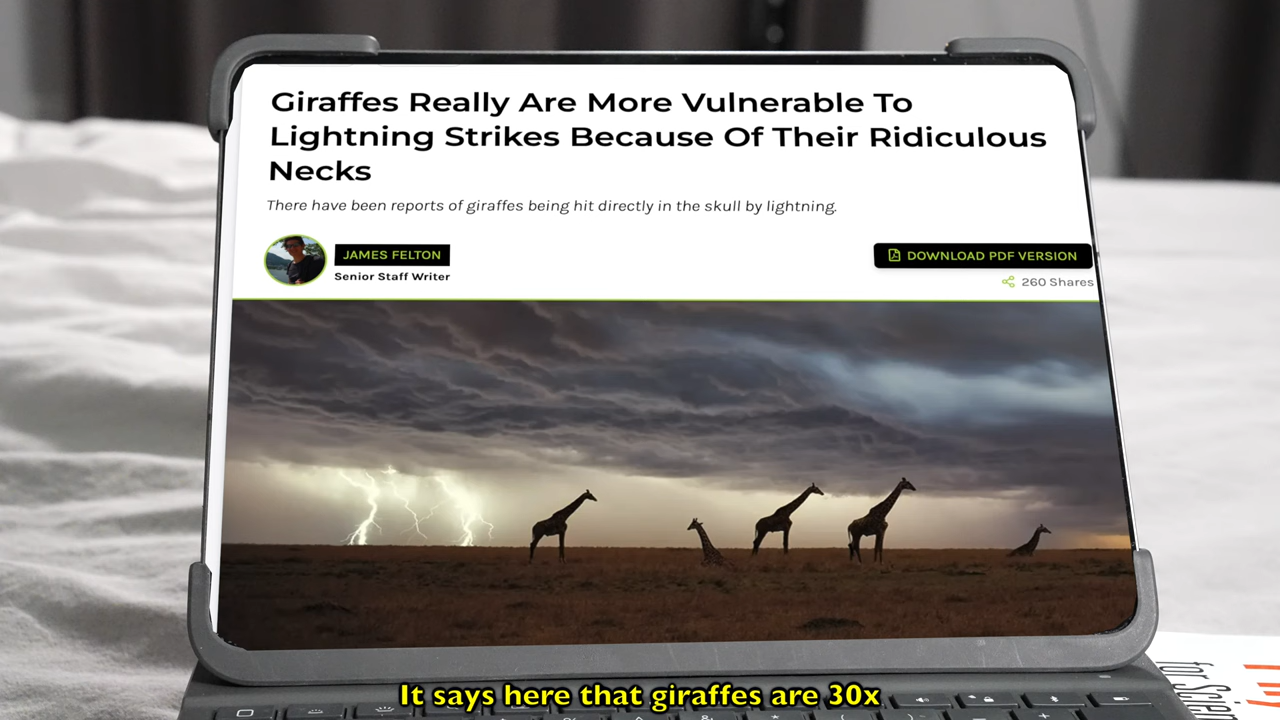 Giraffes Really Are More Vulnerable To
Lightning Strikes Because Of Their Ridiculous
Necks
There have been reports of giraffes being hit directly in the skull by lightning.
JAMES FELTON
Senior Staff Writer
DOWNLOAD PDF VERSION
260 Shares
for Scien
It says here that giraffes are 30x